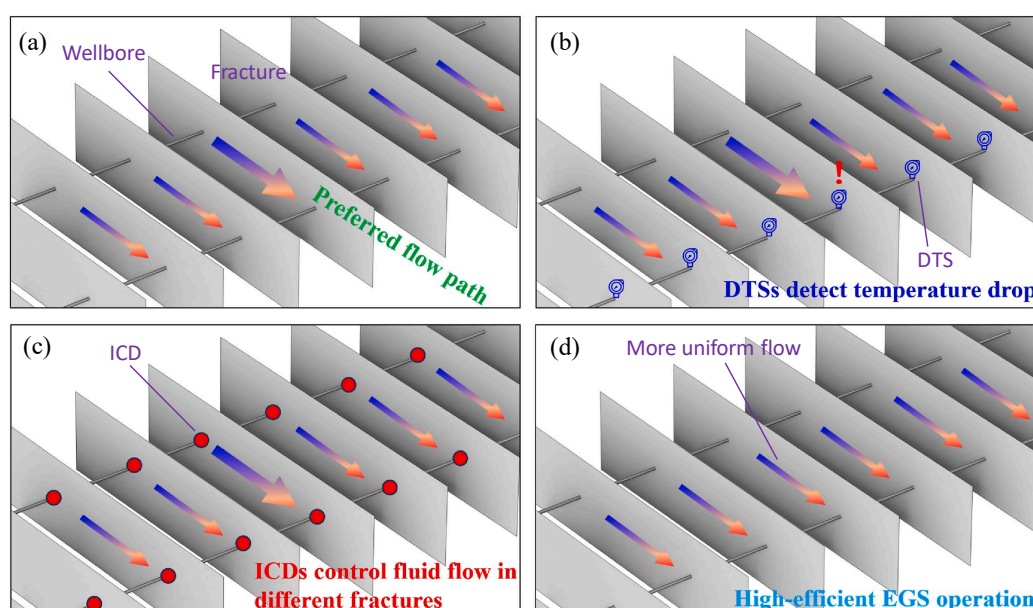 (a)
Wellbore
Fracture
Preferred flow path
(b)
!
DTS
DTSs detect temperature drop
(c)
ICD
ICDs control fluid flow in
different fractures
(d)
More uniform flow
High-efficient EGS operation